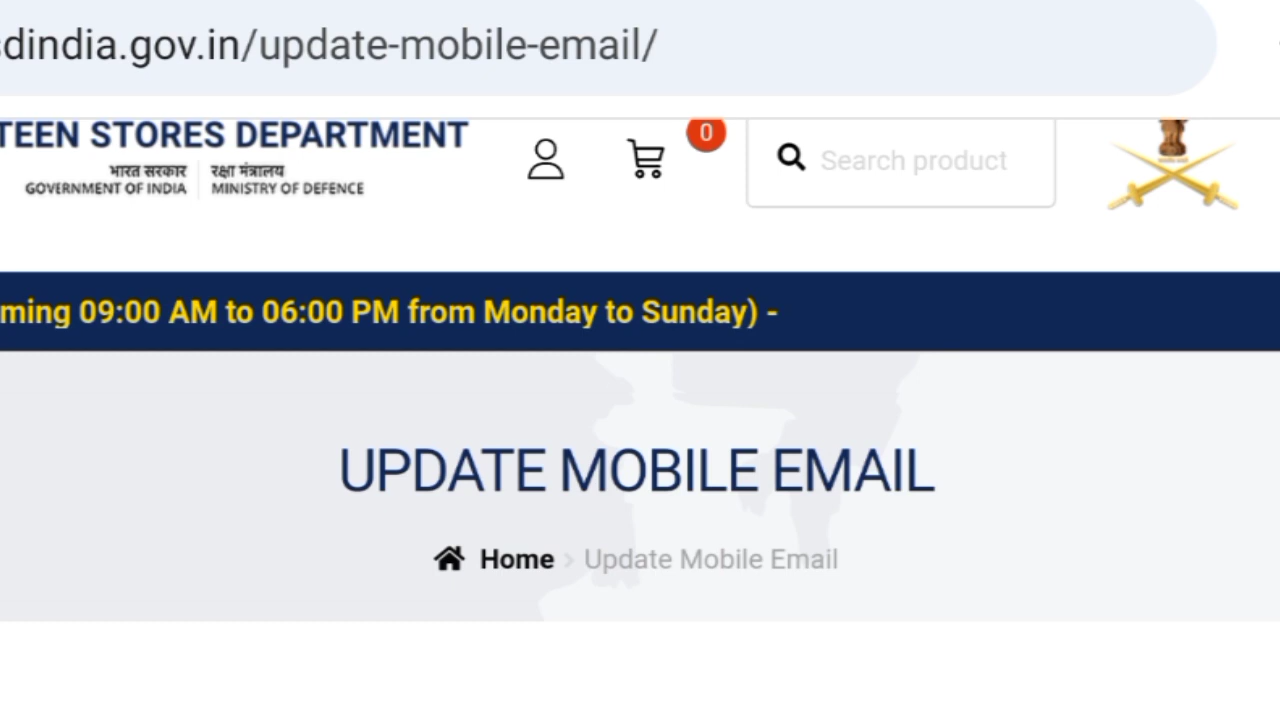 dindia.gov.in/update-mobile-email/
TEEN STORES DEPARTMENT
0
Search product
भारत सरकार
रक्षा मंत्रालय
GOVERNMENT OF INDIA
MINISTRY OF DEFENCE
ming 09:00 AM to 06:00 PM from Monday to Sunday) -
UPDATE MOBILE EMAIL
Home > Update Mobile Email